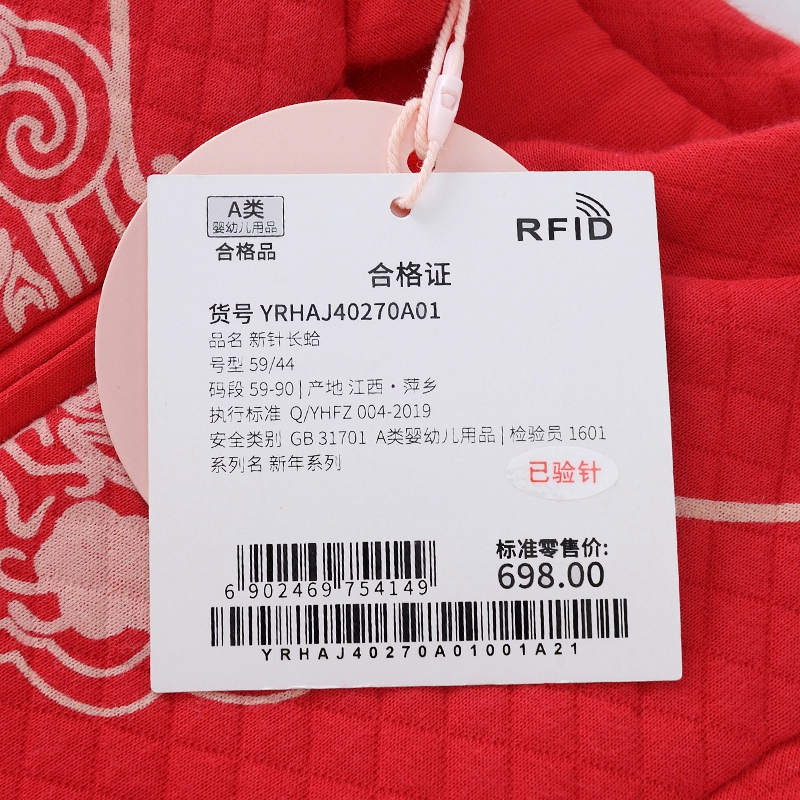 A类
婴幼儿用品
合格品
RFID
合格证
货号 YRHAJ40270A01
品名 新针长蛤
号型 59/44
码段 59-90 | 产地 江西·萍乡
执行标准 Q/YHFZ 004-2019
安全类别 GB 31701 A类婴幼儿用品 | 检验员 1601
系列名 新年系列
已验针
标准零售价:
698.00
6 902469 754149
YRHAJ40270A01001A21